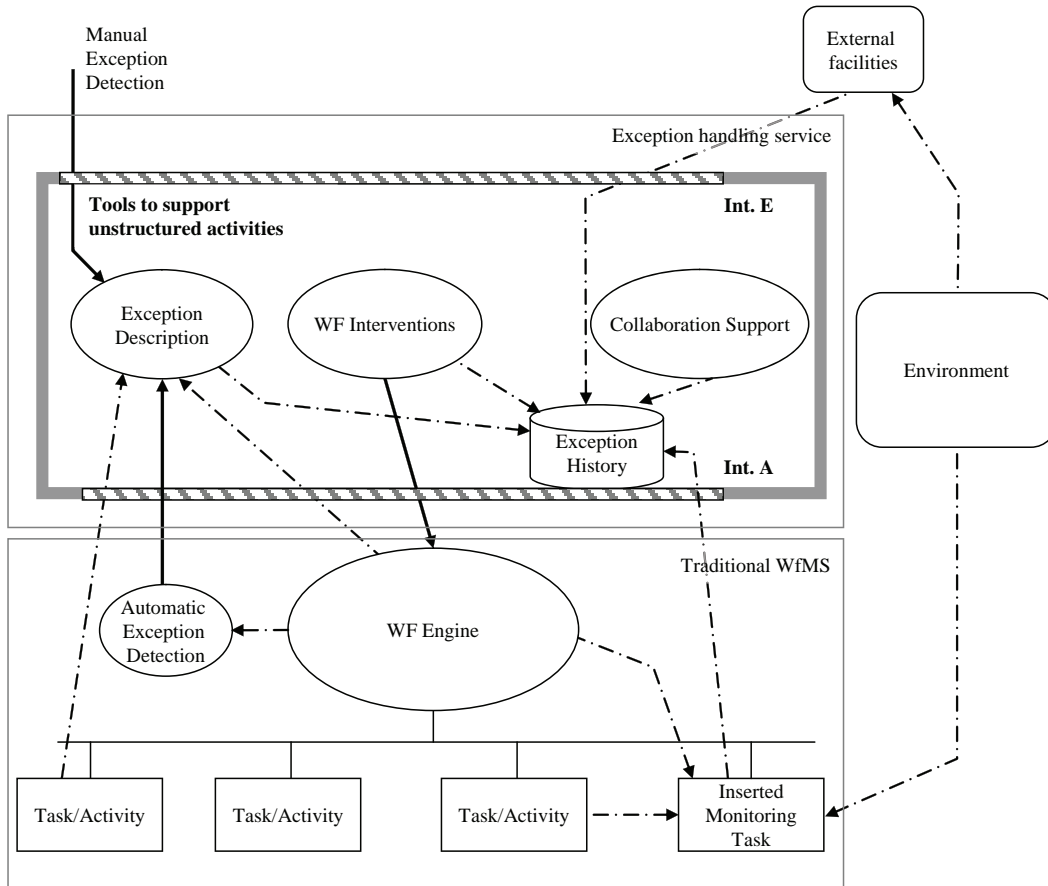 Manual
Exception
Detection
External
facilities
Exception handling service
Tools to support
unstructured activities
Int. E
Exception
Description
WF Interventions
Collaboration Support
Environment
Exception
History
Int. A
Traditional WfMS
Automatic
Exception
Detection
WF Engine
Task/Activity
Task/Activity
Task/Activity
Inserted
Monitoring
Task